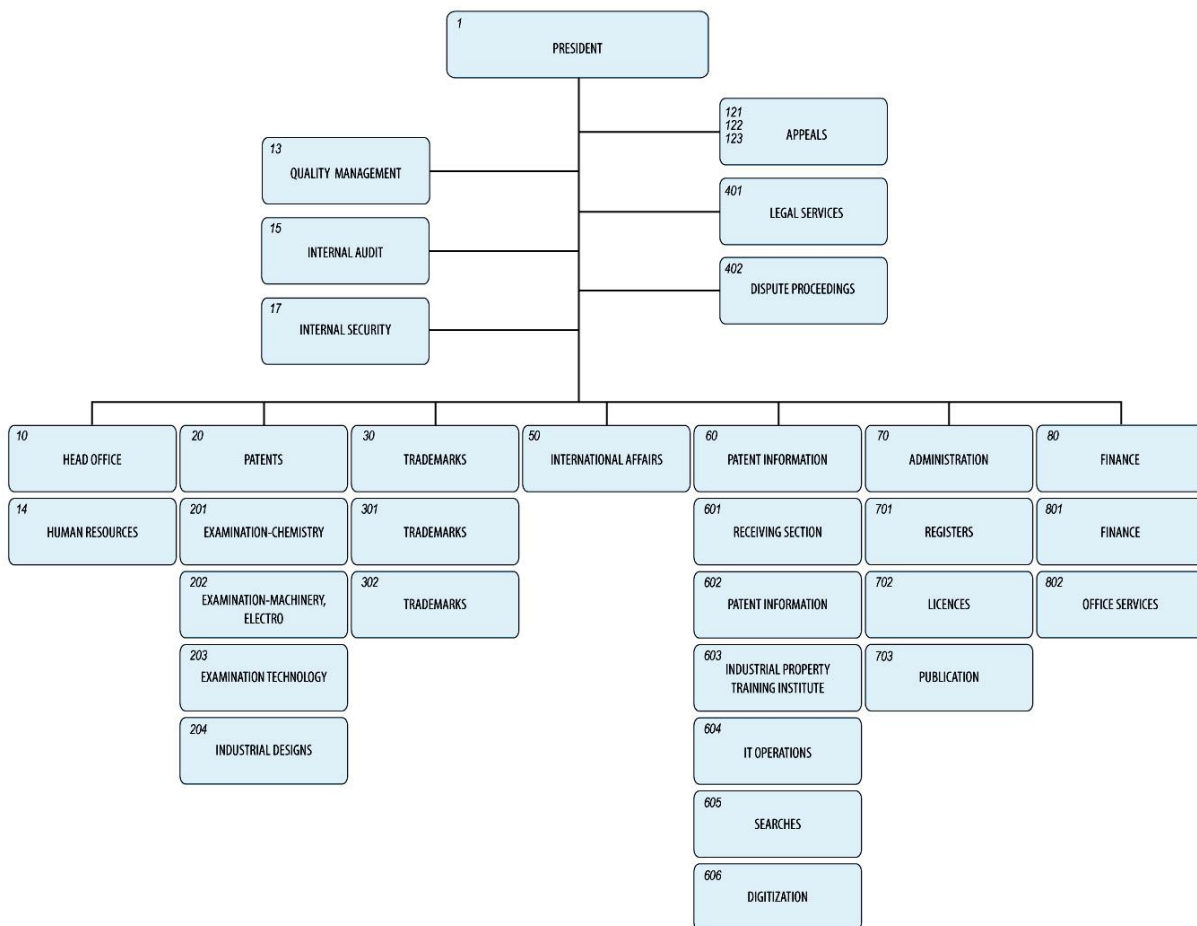 1
PRESIDENT
121
122
123
APPEALS
13
QUALITY MANAGEMENT
401
LEGAL SERVICES
15
INTERNAL AUDIT
402
DISPUTE PROCEEDINGS
17
INTERNAL SECURITY
10
HEAD OFFICE
20
PATENTS
30
TRADEMARKS
50
INTERNATIONAL AFFAIRS
60
PATENT INFORMATION
70
ADMINISTRATION
80
FINANCE
14
HUMAN RESOURCES
201
EXAMINATION-CHEMISTRY
301
TRADEMARKS
601
RECEIVING SECTION
701
REGISTERS
801
FINANCE
202
EXAMINATION-MACHINERY,
ELECTRO
302
TRADEMARKS
602
PATENT INFORMATION
702
LICENCES
802
OFFICE SERVICES
203
EXAMINATION TECHNOLOGY
603
INDUSTRIAL PROPERTY
TRAINING INSTITUTE
703
PUBLICATION
204
INDUSTRIAL DESIGNS
604
IT OPERATIONS
605
SEARCHES
606
DIGITIZATION